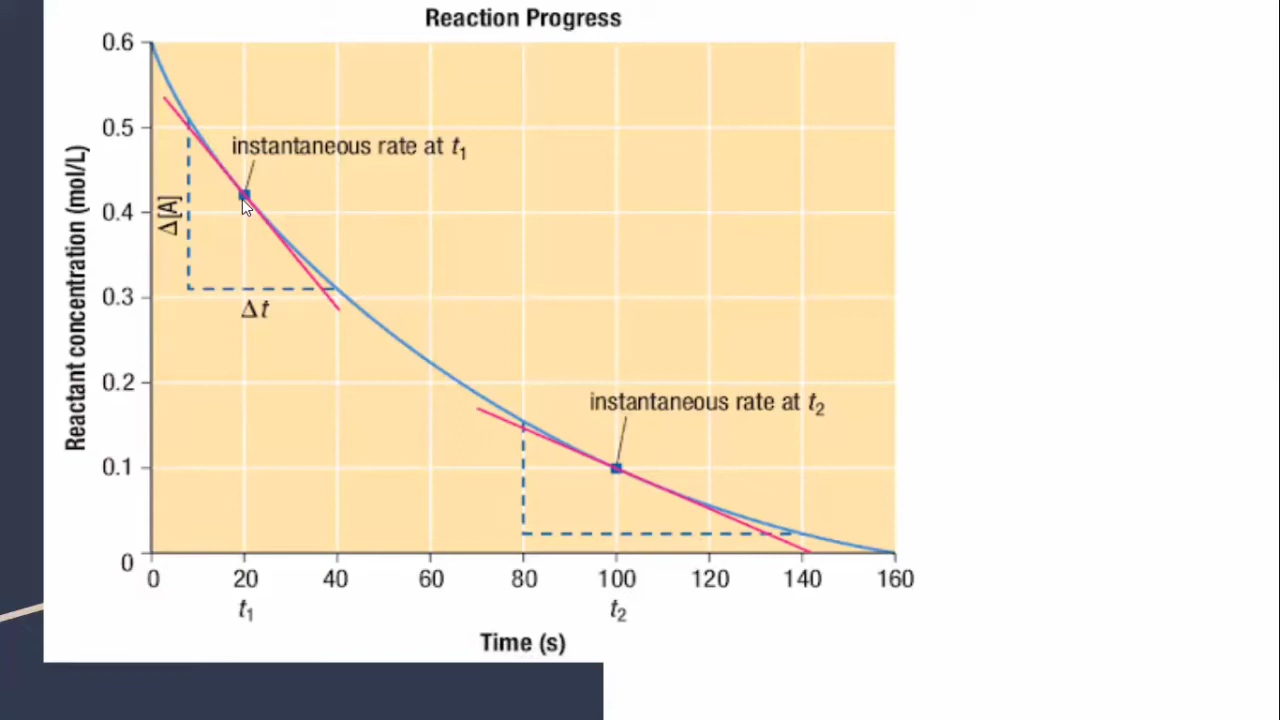 Reaction Progress
Reactant concentration (mol/L)
0.6
0.5
0.4
0.3
0.2
0.1
0
instantaneous rate at t₁
Δ[A]
Δt
instantaneous rate at t₂
0 20 40 60 80 100 120 140 160
t₁ t₂
Time (s)